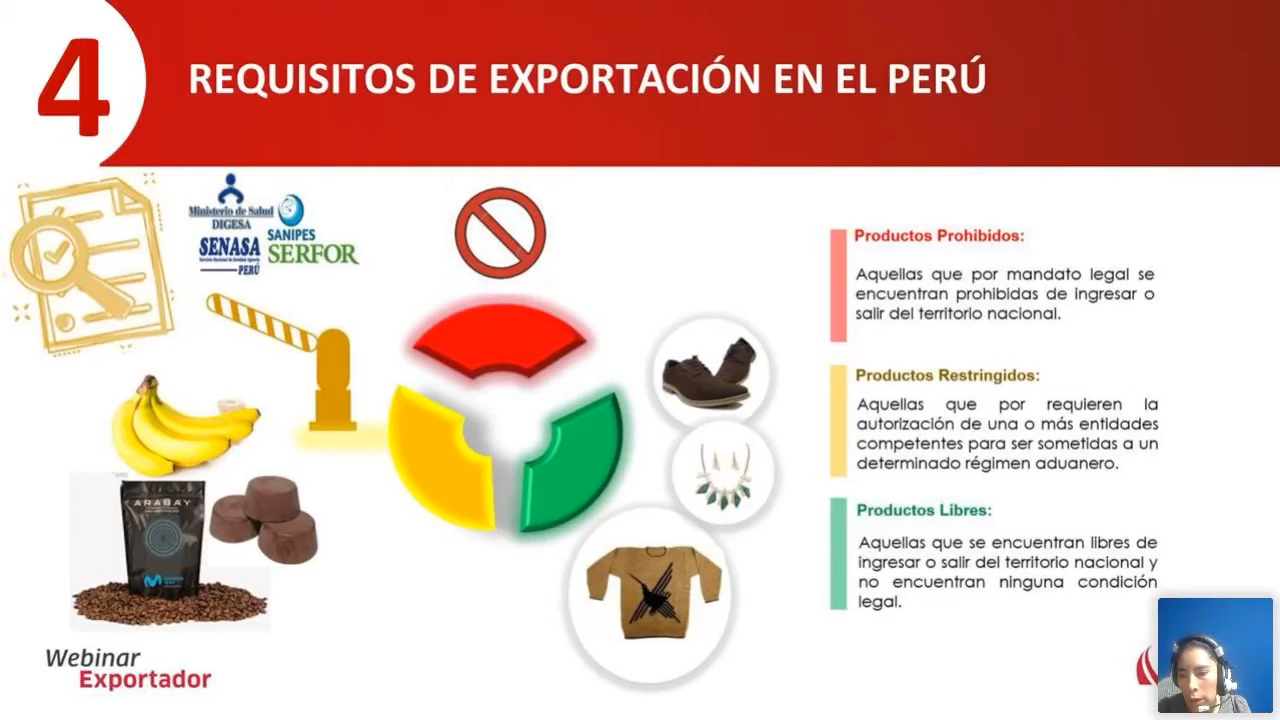 4
REQUISITOS DE EXPORTACIÓN EN EL PERÚ
Ministerio de Salud
DIGESA
SANIPES
SENASA
SERFOR
PERÚ
Productos Prohibidos:
Aquellas que por mandato legal se
encuentran prohibidas de ingresar o
salir del territorio nacional.
Productos Restringidos:
Aquellas que por requieren la
autorización de una o más entidades
competentes para ser sometidas a un
determinado régimen aduanero.
Productos Libres:
Aquellas que se encuentran libres de
ingresar o salir del territorio nacional y
no encuentran ninguna condición
legal.
ARABAY
Webinar
Exportador